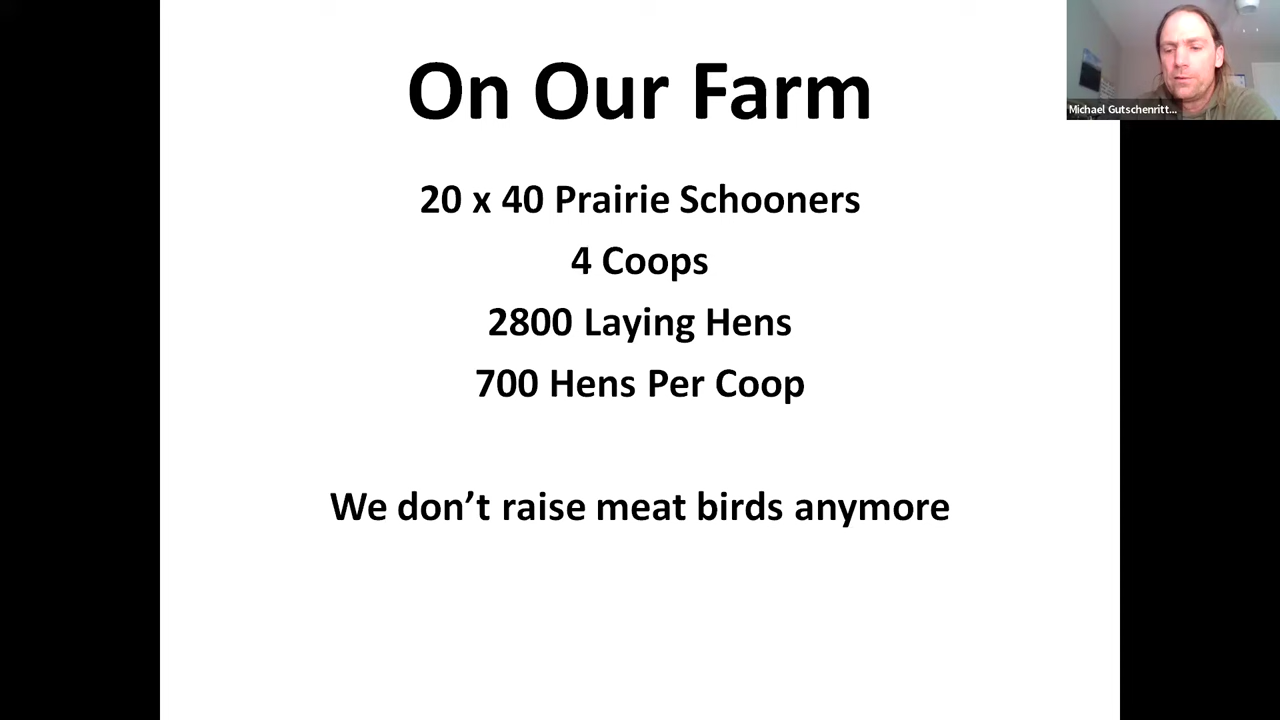 On Our Farm
Michael Gutschenritt...
20 x 40 Prairie Schooners
4 Coops
2800 Laying Hens
700 Hens Per Coop
We don’t raise meat birds anymore